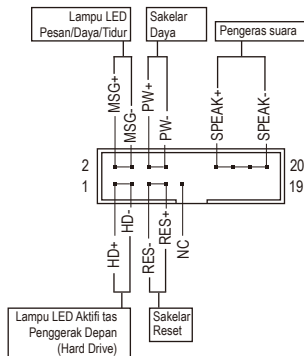 Lampu LED
Pesan/Daya/Tidur
Sakelar
Daya
Pengeras suara
MSG+
MSG-
PW+
PW-
SPEAK+
SPEAK-
2
20
1
19
HD+
HD-
RES-
RES+
NC
Lampu LED Aktifi tas
Penggerak Depan
(Hard Drive)
Sakelar
Reset